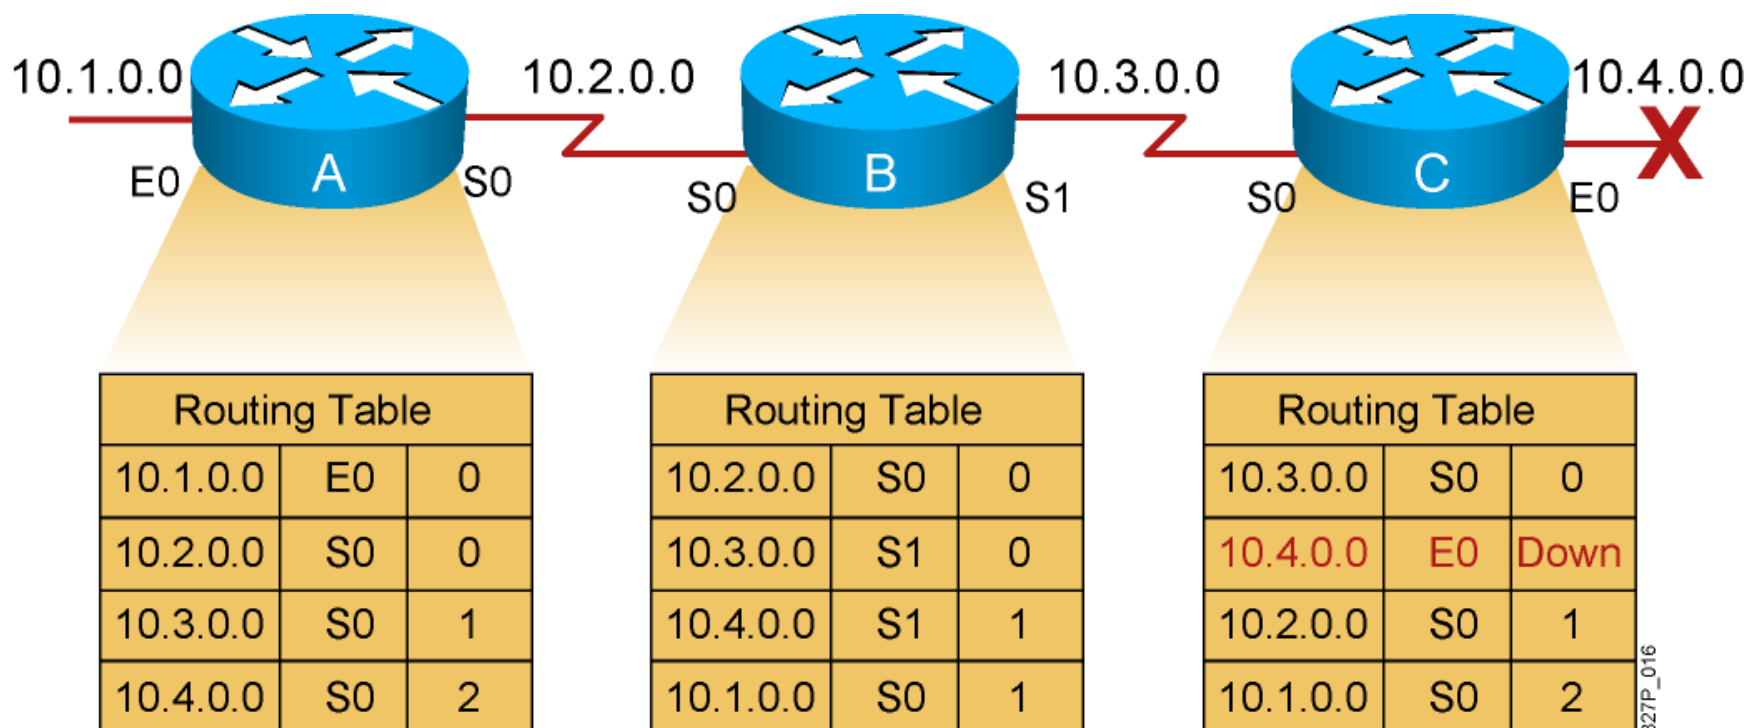 10.1.0.0 10.2.0.0 10.3.0.0 10.4.0.0
A B C
E0 S0 S0 S1 S0 E0
Routing Table
10.1.0.0 E0 0
10.2.0.0 S0 0
10.3.0.0 S0 1
10.4.0.0 S0 2
Routing Table
10.2.0.0 S0 0
10.3.0.0 S1 0
10.4.0.0 S1 1
10.1.0.0 S0 1
Routing Table
10.3.0.0 S0 0
10.4.0.0 E0 Down
10.2.0.0 S0 1
10.1.0.0 S0 2
327P_016